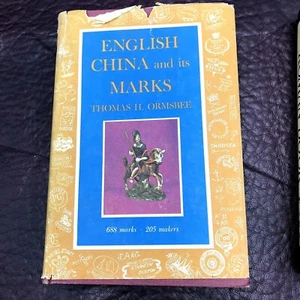 ENGLISH
CHINA and its
MARKS
THOMAS H. ORMSBEE
688 marks - 205 makers